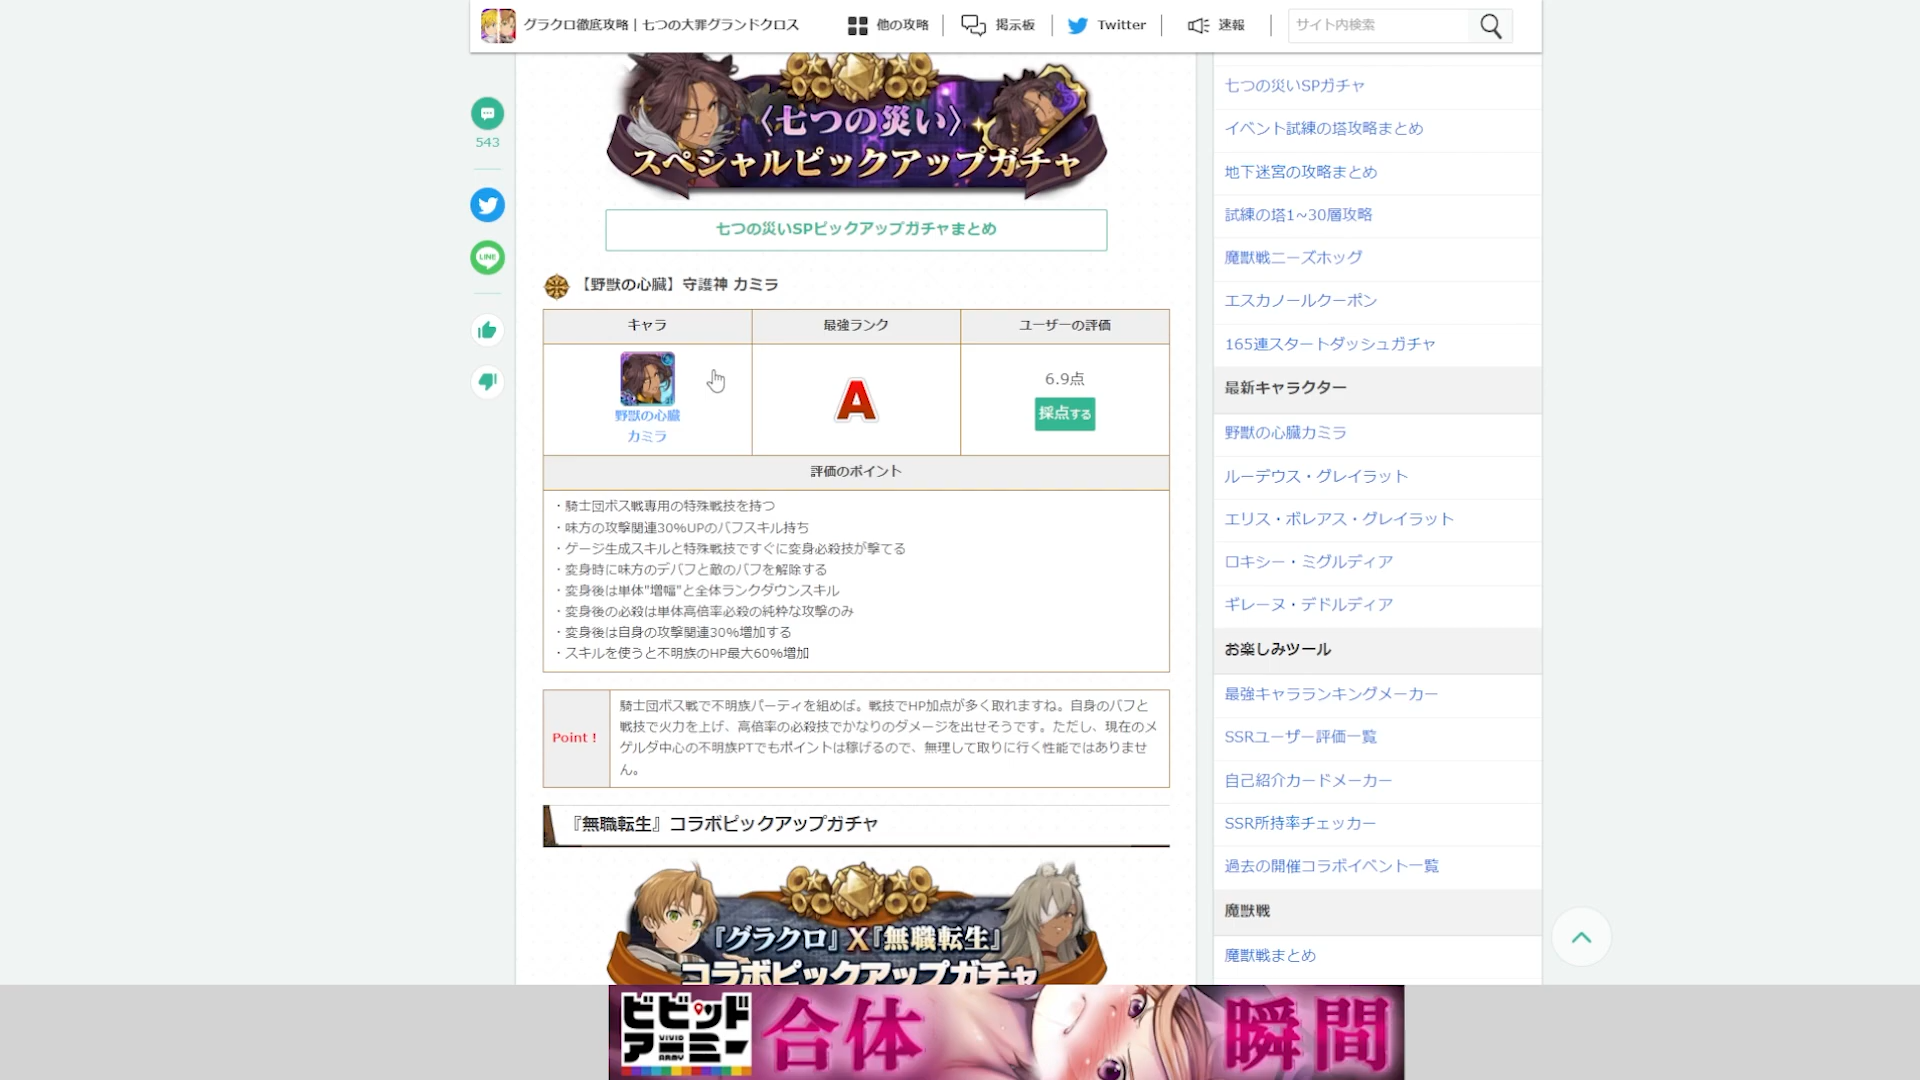 グラクロ徹底攻略 | 七つの大罪グランドクロス
他の攻略
掲示板
Twitter
速報
サイト内検索
543
LINE
〈七つの災い〉
スペシャルピックアップガチャ
七つの災いSPピックアップガチャまとめ
【野獣の心臓】守護神 カミラ
キャラ
最強ランク
ユーザーの評価
野獣の心臓
カミラ
A
6.9点
採点する
評価のポイント
・騎士団ボス戦専用の特殊戦技を持つ
・味方の攻撃関連30%UPのバフスキル持ち
・ゲージ生成スキルと特殊戦技ですぐに変身必殺技が撃てる
・変身時に味方のデバフと敵のバフを解除する
・変身後は単体"増幅"と全体ランクダウンスキル
・変身後の必殺は単体高倍率必殺の純粋な攻撃のみ
・変身後は自身の攻撃関連30%増加する
・スキルを使うと不明族のHP最大60%増加
Point！
騎士団ボス戦で不明族パーティを組めば。戦技でHP加点が多く取れますね。自身のバフと
戦技で火力を上げ、高倍率の必殺技でかなりのダメージを出せそうです。ただし、現在のメ
ゲルダ中心の不明族PTでもポイントは稼げるので、無理して取りに行く性能ではありませ
ん。
『無職転生』コラボピックアップガチャ
『グラクロ』X『無職転生』
コラボピックアップガチャ
七つの災いSPガチャ
イベント試練の塔攻略まとめ
地下迷宮の攻略まとめ
試練の塔1~30層攻略
魔獣戦ニーズホッグ
エスカノールクーポン
165連スタートダッシュガチャ
最新キャラクター
野獣の心臓カミラ
ルーデウス・グレイラット
エリス・ボレアス・グレイラット
ロキシー・ミグルディア
ギレーヌ・デドルディア
お楽しみツール
最強キャラランキングメーカー
SSRユーザー評価一覧
自己紹介カードメーカー
SSR所持率チェッカー
過去の開催コラボイベント一覧
魔獣戦
魔獣戦まとめ
ビビッド
アーミー
VIVID
ARMY
合体
瞬間